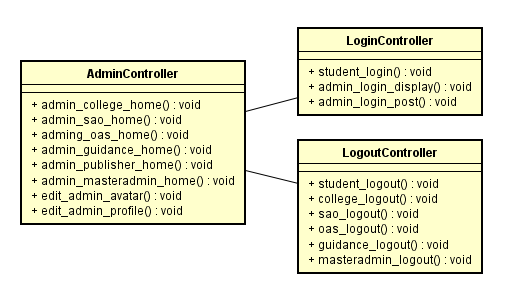 AdminController
+ admin_college_home() : void
+ admin_sao_home() : void
+ adming_oas_home() : void
+ admin_guidance_home() : void
+ admin_publisher_home() : void
+ admin_masteradmin_home() : void
+ edit_admin_avatar() : void
+ edit_admin_profile() : void
LoginController
+ student_login() : void
+ admin_login_display() : void
+ admin_login_post() : void
LogoutController
+ student_logout() : void
+ college_logout() : void
+ sao_logout() : void
+ oas_logout() : void
+ guidance_logout() : void
+ masteradmin_logout() : void